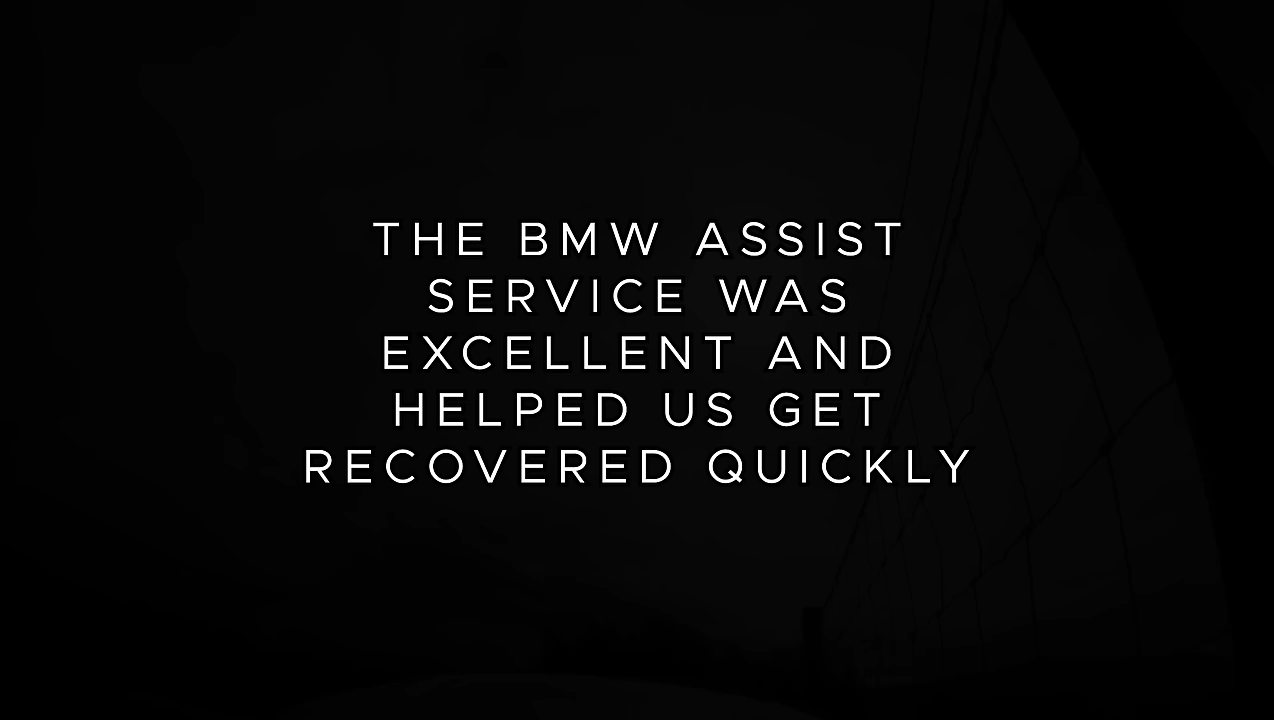 THE BMW ASSIST
SERVICE WAS
EXCELLENT AND
HELPED US GET
RECOVERED QUICKLY